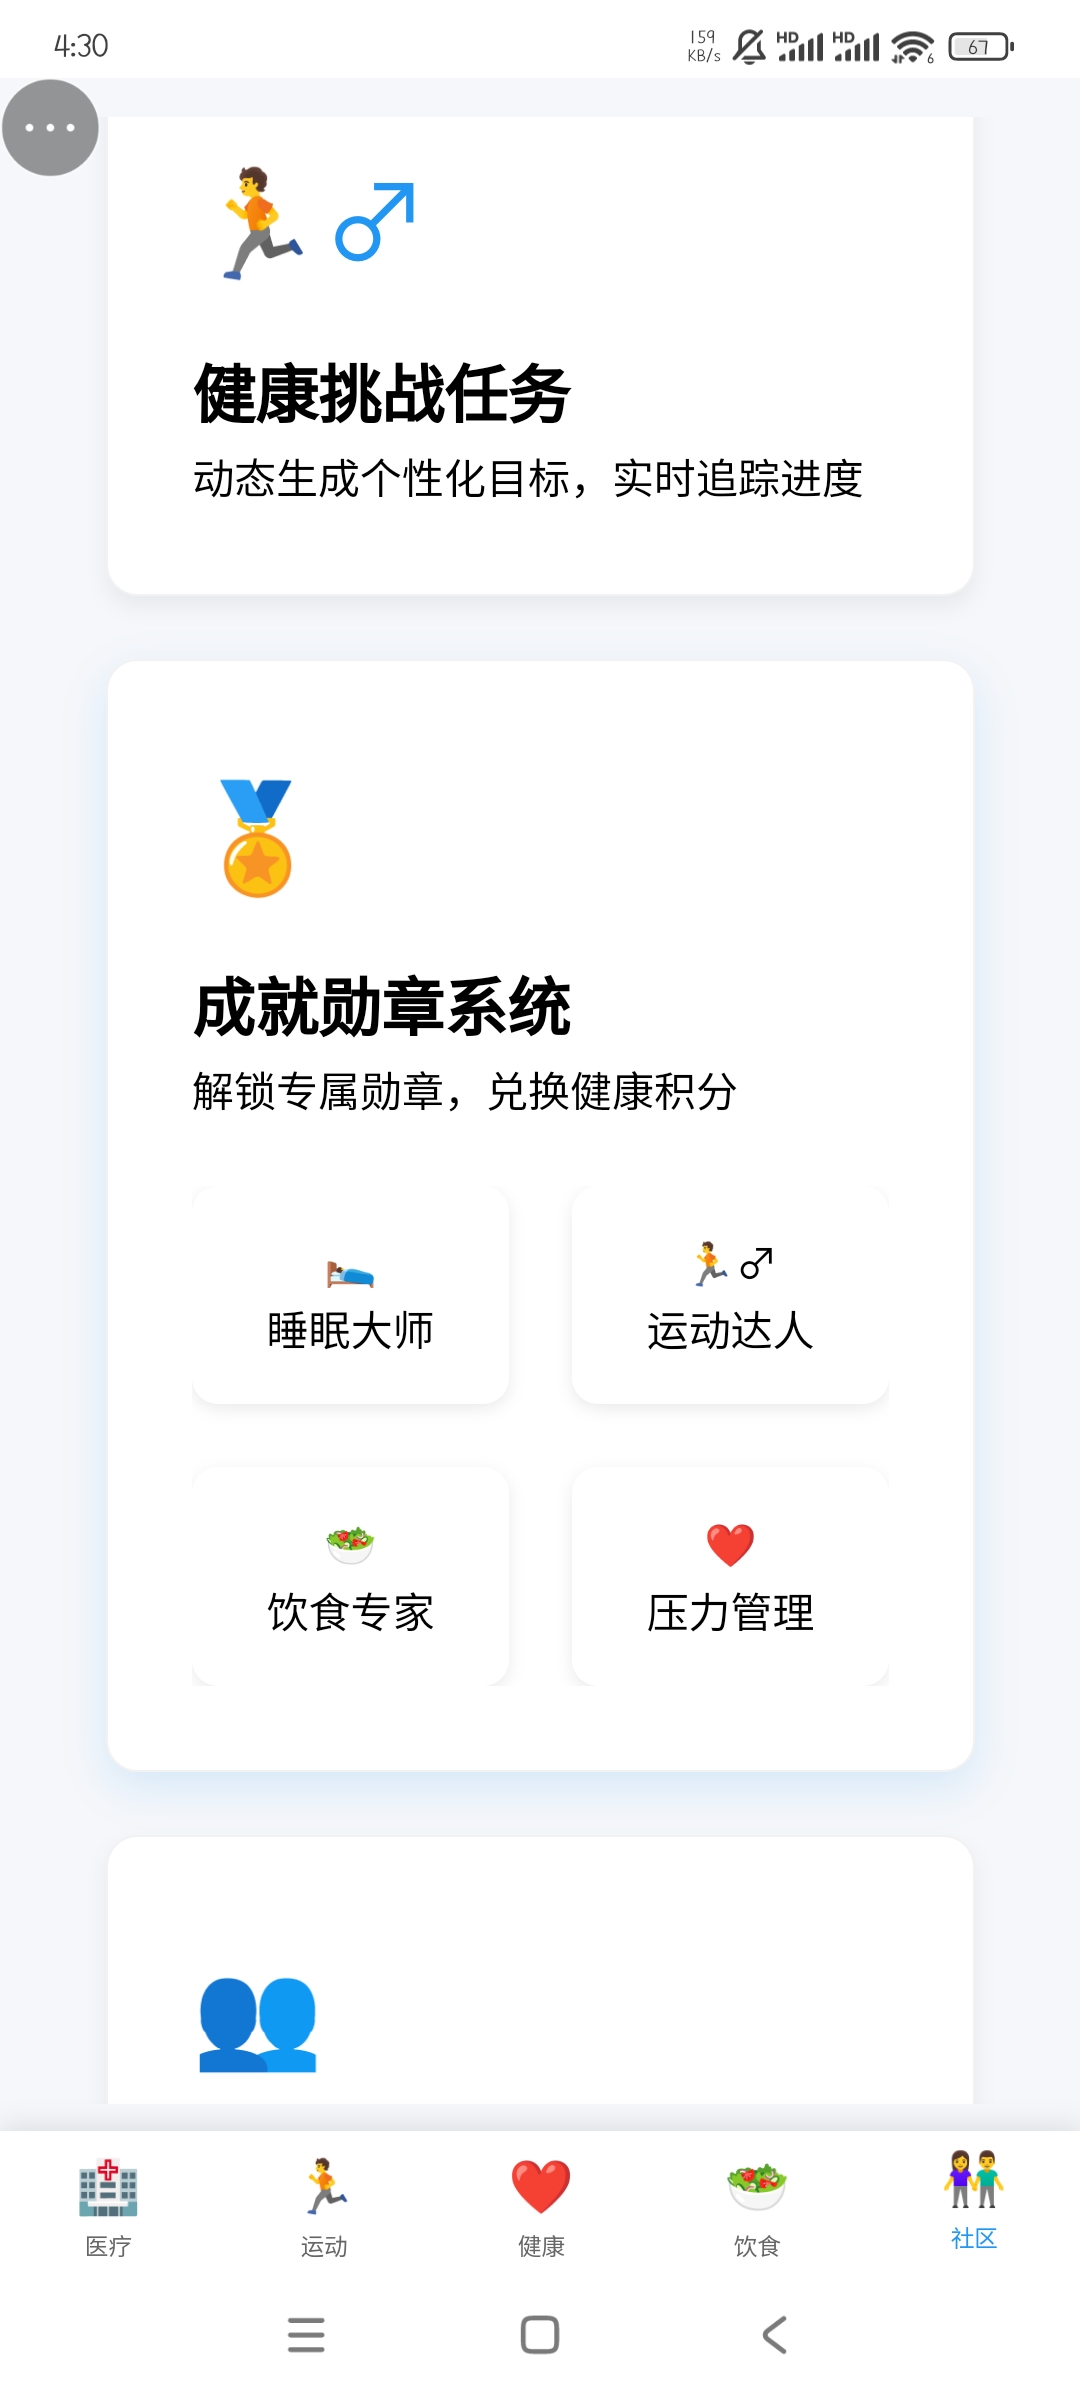 4:30
159
KB/s
HD
HD
6
67
健康挑战任务
动态生成个性化目标，实时追踪进度
成就勋章系统
解锁专属勋章，兑换健康积分
睡眠大师
运动达人
饮食专家
压力管理
医疗
运动
健康
饮食
社区